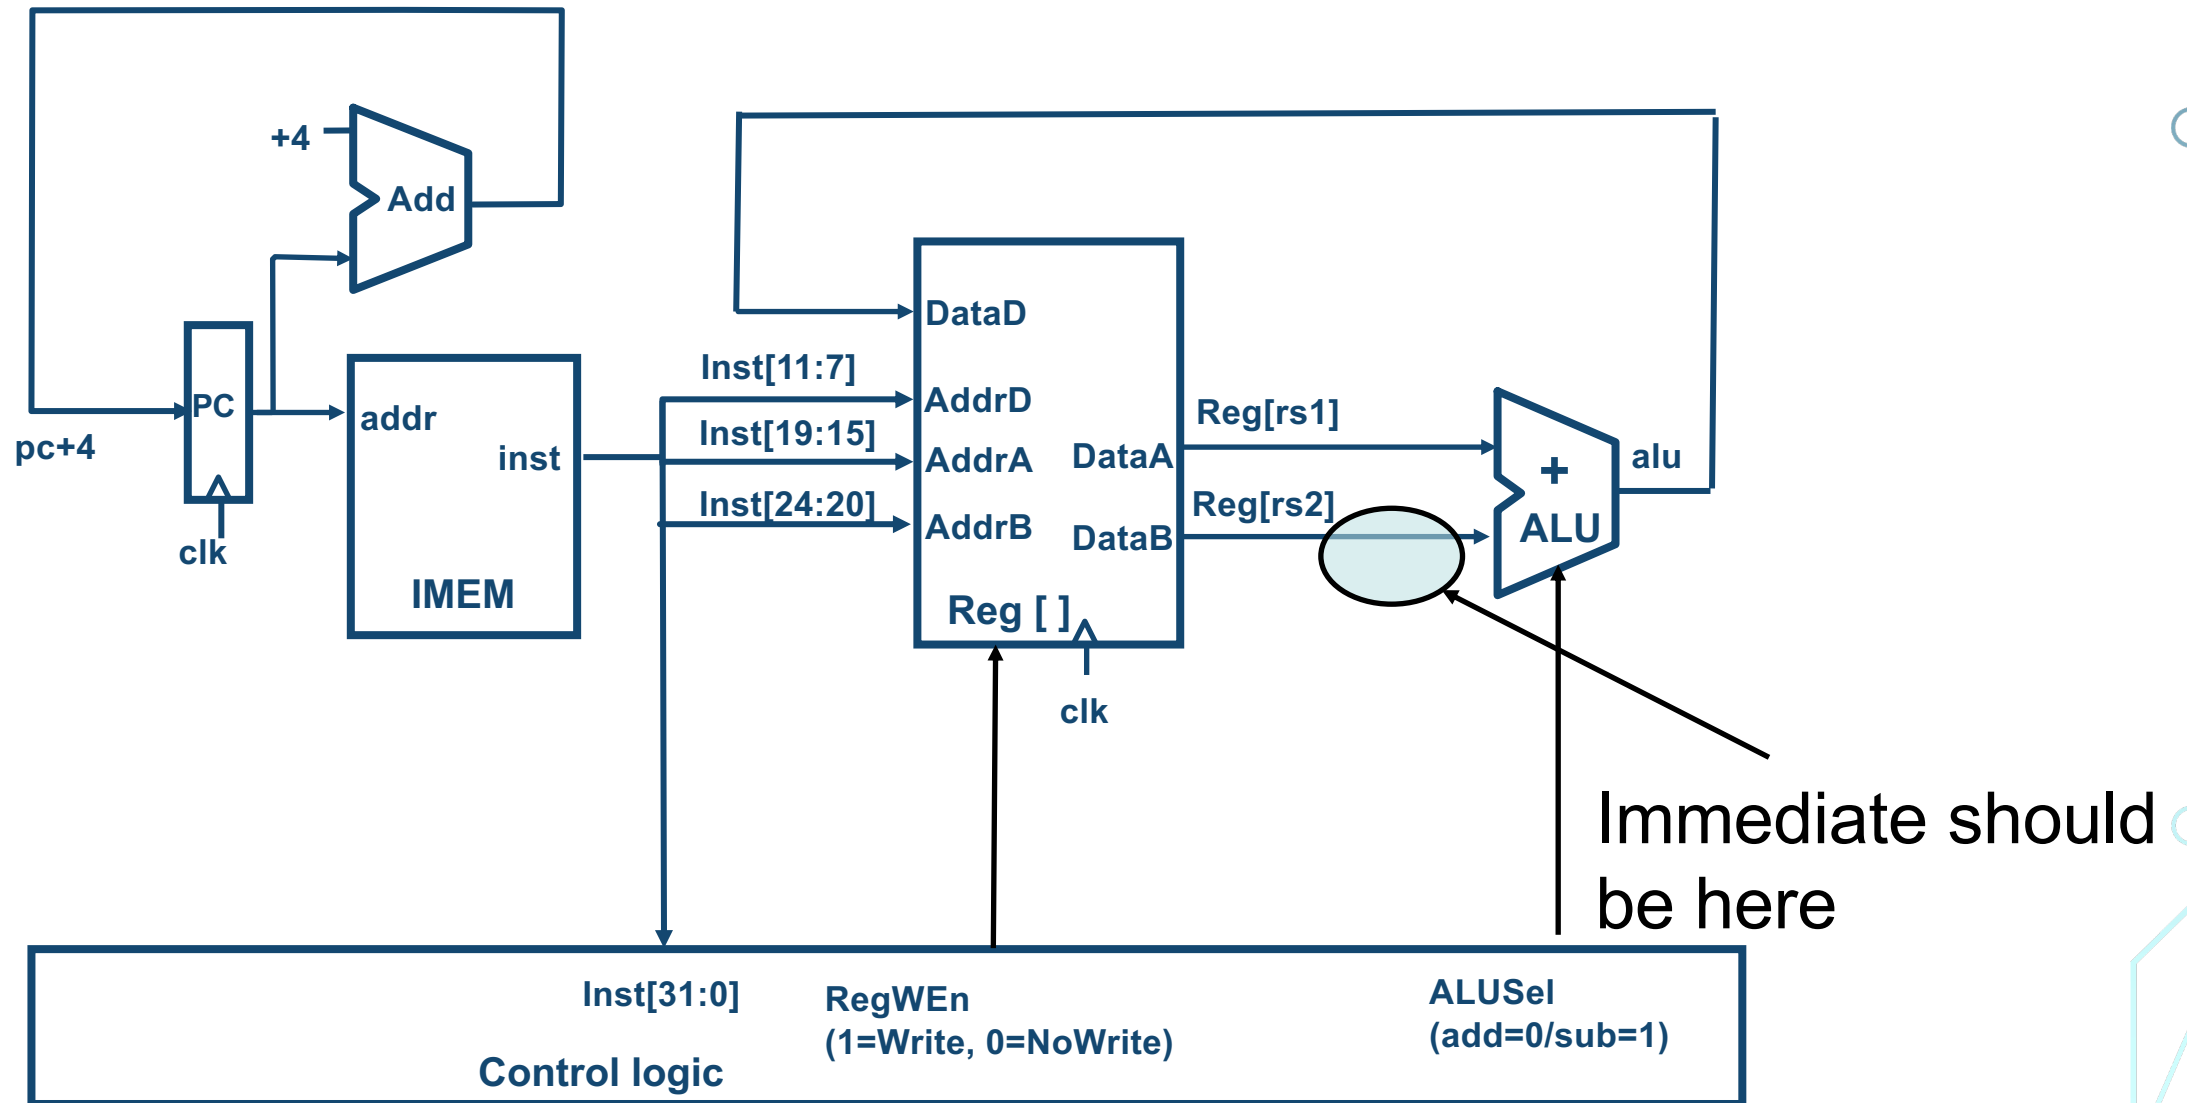 +4
Add
pc+4
PC
clk
addr
inst
IMEM
Inst[11:7]
Inst[19:15]
Inst[24:20]
DataD
AddrD
AddrA
AddrB
DataA
DataB
Reg [ ]
clk
Reg[rs1]
Reg[rs2]
+
ALU
alu
Immediate should
be here
Inst[31:0]
RegWEn
(1=Write, 0=NoWrite)
ALUSel
(add=0/sub=1)
Control logic